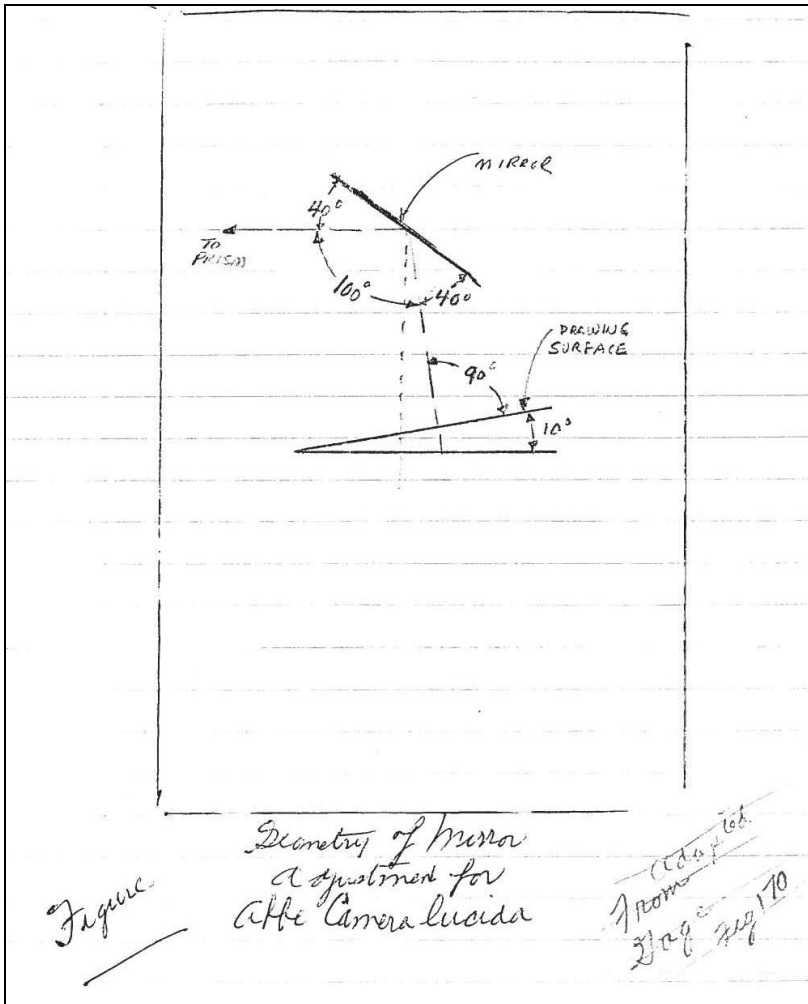 MIRROR
40°
TO
PRISM
100°
40°
DRAWING
SURFACE
90°
10°
Geometry of Mirror
Adjustment for
Abbe Camera lucida
Figure
Adapted
From
Gage
Fig 170